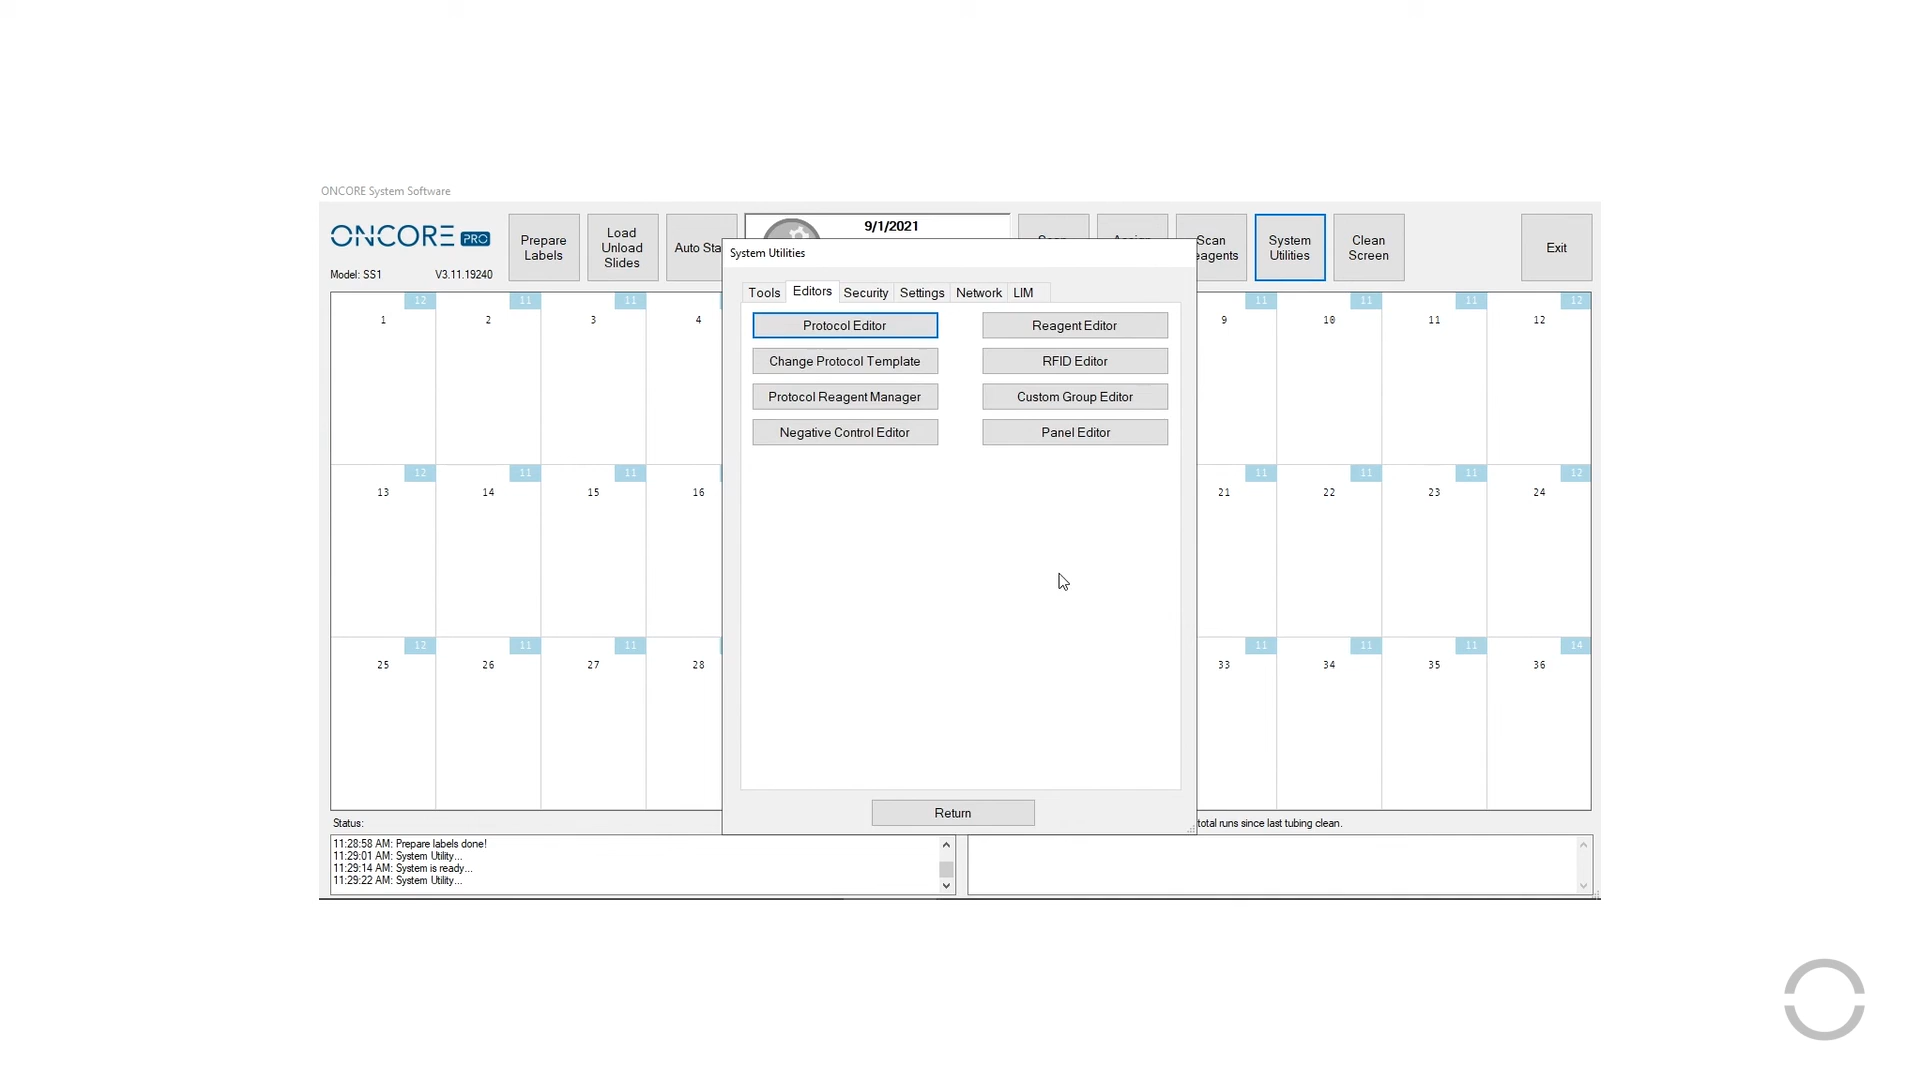 ONCORE System Software
ONCORE PRO
Model: SS1 V3.11.19240
Prepare
Labels
Load
Unload
Slides
Auto Sta
9/1/2021
Scan
eagents
System
Utilities
Clean
Screen
Exit
System Utilities
Tools Editors Security Settings Network LIM
Protocol Editor Reagent Editor
Change Protocol Template RFID Editor
Protocol Reagent Manager Custom Group Editor
Negative Control Editor Panel Editor
Return
12 11 11 11 11 11 12
1 2 3 4 9 10 11 12
12 11 11 11 11 11 12
13 14 15 16 21 22 23 24
12 11 11 11 11 11 14
25 26 27 28 33 34 35 36
Status:
total runs since last tubing clean.
11:28:58 AM: Prepare labels done!
11:29:01 AM: System Utility...
11:29:14 AM: System is ready...
11:29:22 AM: System Utility...